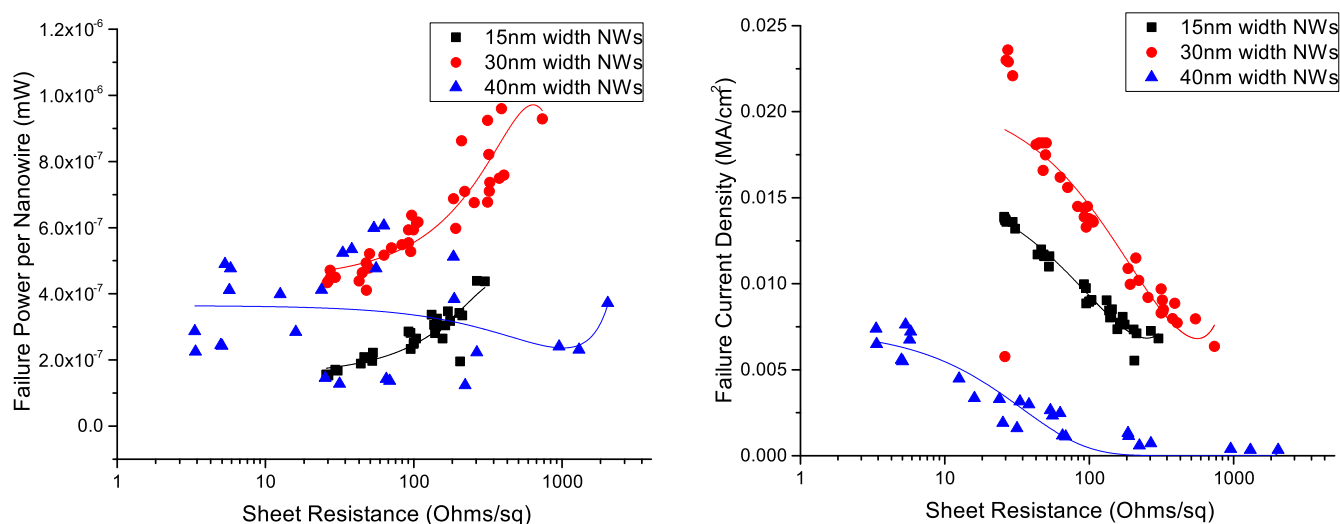 Failure Power per Nanowire (mW)
1.2x10⁻⁶
1.0x10⁻⁶
8.0x10⁻⁷
6.0x10⁻⁷
4.0x10⁻⁷
2.0x10⁻⁷
0.0
15nm width NWs
30nm width NWs
40nm width NWs
1 10 100 1000
Sheet Resistance (Ohms/sq)
Failure Current Density (MA/cm²)
0.025
0.020
0.015
0.010
0.005
0.000
15nm width NWs
30nm width NWs
40nm width NWs
1 10 100 1000
Sheet Resistance (Ohms/sq)